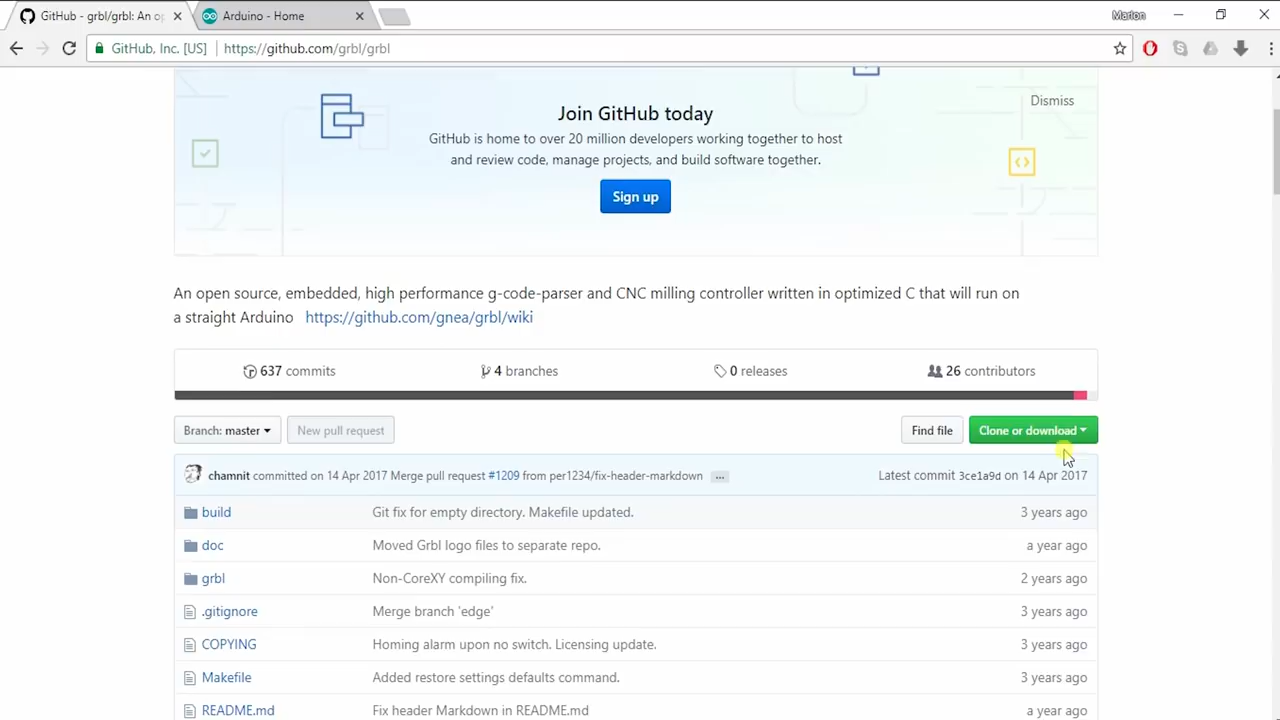 GitHub - grbl/grbl: An op
Arduino - Home
Marion
GitHub, Inc. [US]
https://github.com/grbl/grbl
Join GitHub today
Dismiss
GitHub is home to over 20 million developers working together to host
and review code, manage projects, and build software together.
Sign up
An open source, embedded, high performance g-code-parser and CNC milling controller written in optimized C that will run on
a straight Arduino https://github.com/gnea/grbl/wiki
637 commits
4 branches
0 releases
26 contributors
Branch: master
New pull request
Find file
Clone or download
chamnit committed on 14 Apr 2017 Merge pull request #1209 from per1234/fix-header-markdown ...
Latest commit 3ce1a9d on 14 Apr 2017
build Git fix for empty directory. Makefile updated. 3 years ago
doc Moved Grbl logo files to separate repo. a year ago
grbl Non-CoreXY compiling fix. 2 years ago
.gitignore Merge branch 'edge' 3 years ago
COPYING Homing alarm upon no switch. Licensing update. 3 years ago
Makefile Added restore settings defaults command. 3 years ago
README.md Fix header Markdown in README.md a year ago